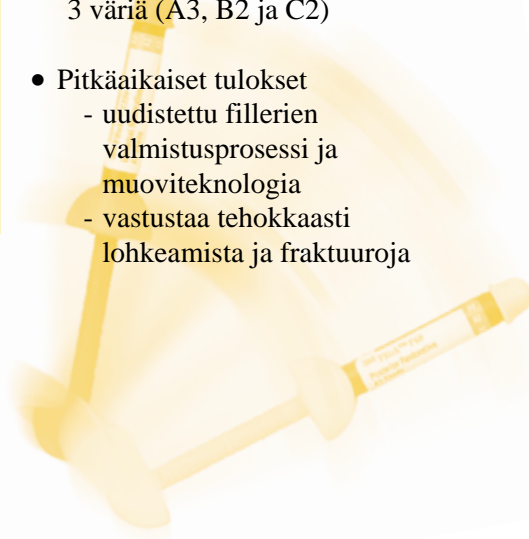 3 väriä (A3, B2 ja C2)
• Pitkäaikaiset tulokset
- uudistettu fillerien
valmistusprosessi ja
muoviteknologia
- vastustaa tehokkaasti
lohkeamista ja fraktuuroja